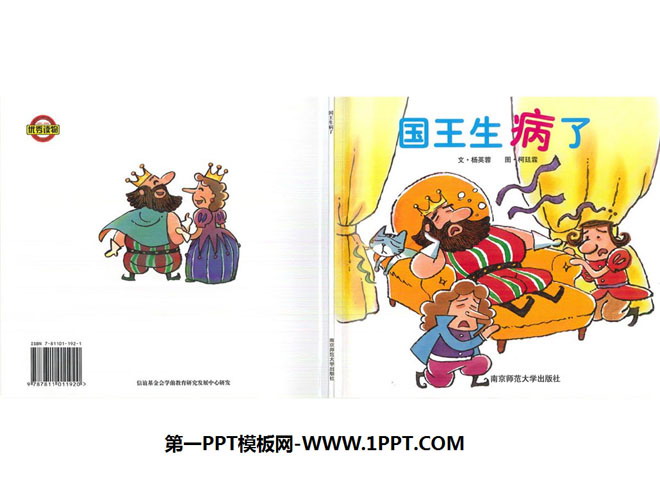 优秀读物
国王生病了
国王生病了
文·杨英蓉 图·柯廷霖
ISBN 7-81101-192-1
9 787811 011920 >
信谊基金会学前教育研究发展中心研究
南京师范大学出版社
南京师范大学出版社
第一PPT模板网-WWW.1PPT.COM